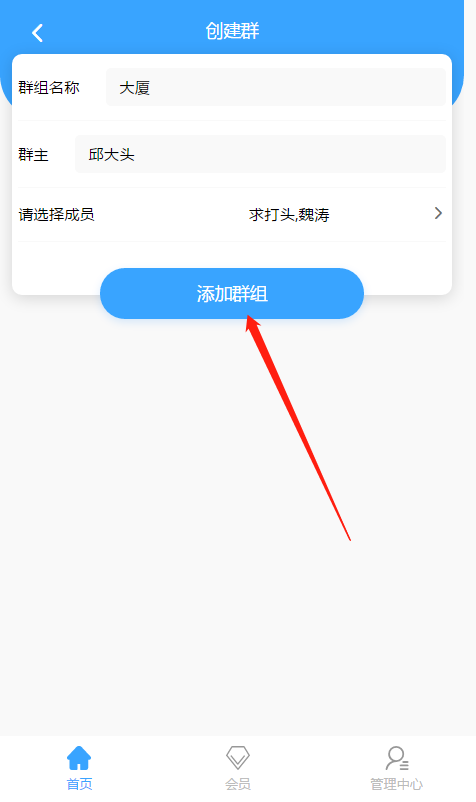 创建群
群组名称 大厦
群主 邱大头
请选择成员 求打头,魏涛
添加群组
首页 会员 管理中心